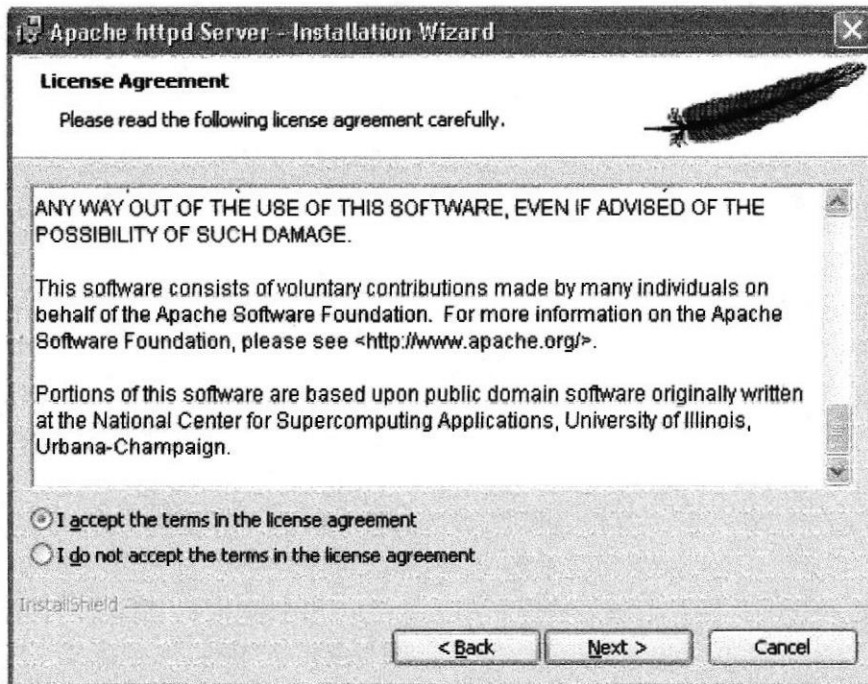 Apache httpd Server - Installation Wizard
License Agreement
Please read the following license agreement carefully.
ANY WAY OUT OF THE USE OF THIS SOFTWARE, EVEN IF ADVISED OF THE
POSSIBILITY OF SUCH DAMAGE.
This software consists of voluntary contributions made by many individuals on
behalf of the Apache Software Foundation. For more information on the Apache
Software Foundation, please see <http://www.apache.org/>.
Portions of this software are based upon public domain software originally written
at the National Center for Supercomputing Applications, University of Illinois,
Urbana-Champaign.
I accept the terms in the license agreement
I do not accept the terms in the license agreement
InstallShield
< Back Next > Cancel